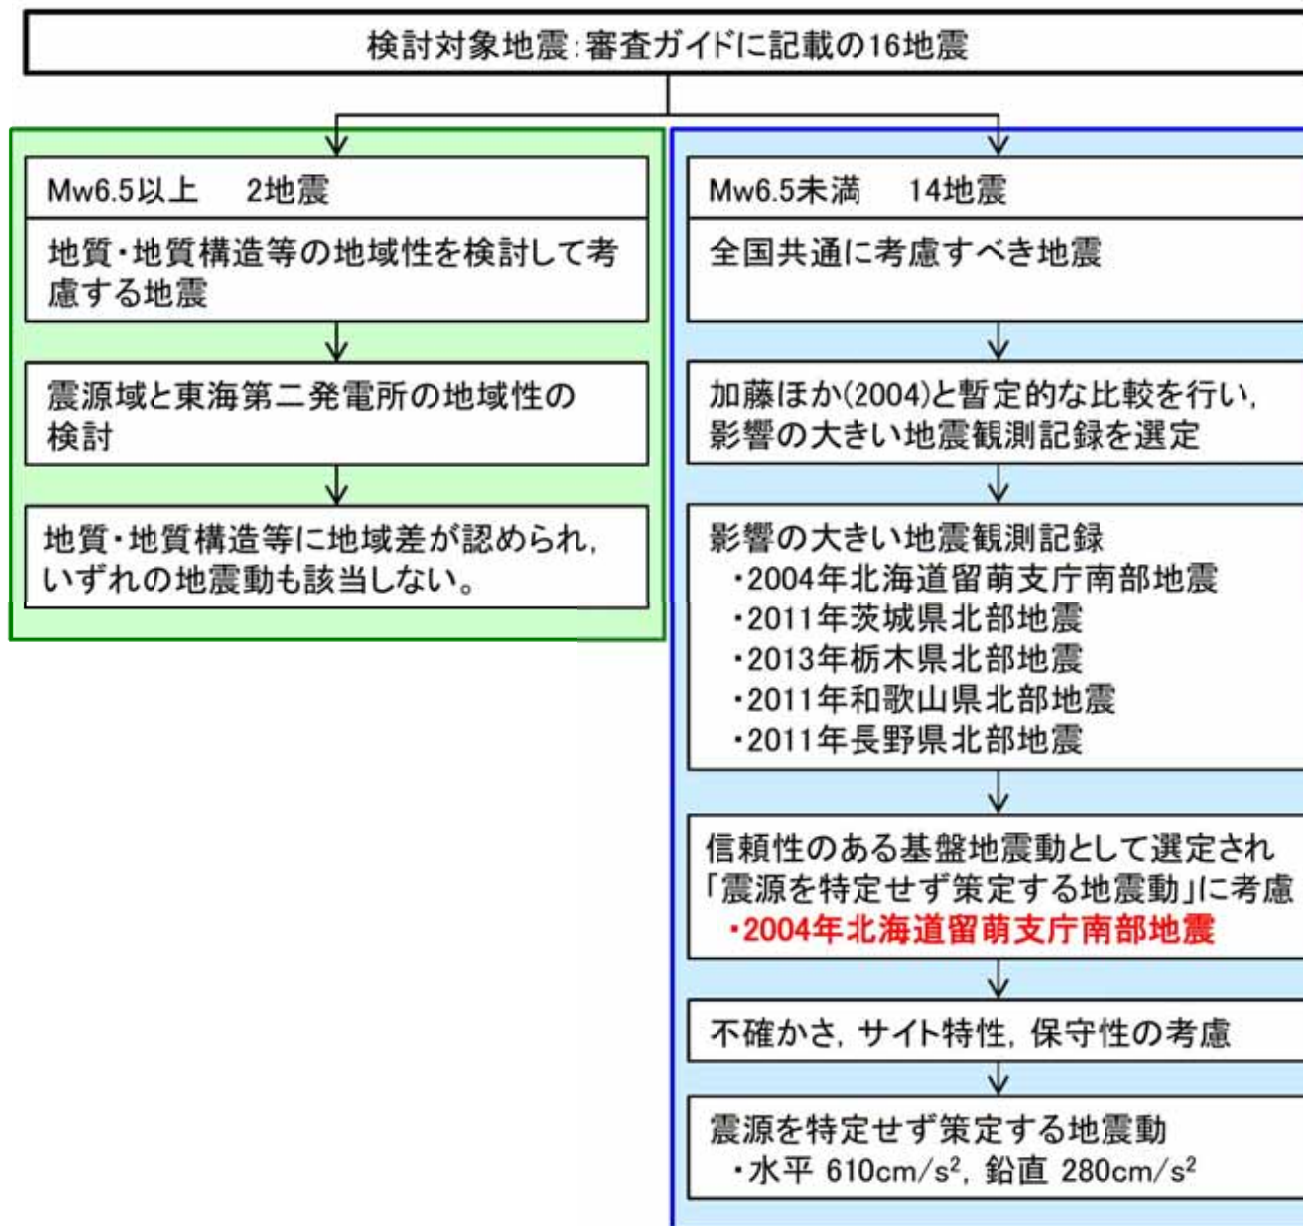 検討対象地震:審査ガイドに記載の16地震
Mw6.5以上 2地震
地質・地質構造等の地域性を検討して考
慮する地震
震源域と東海第二発電所の地域性の
検討
地質・地質構造等に地域差が認められ,
いずれの地震動も該当しない。
Mw6.5未満 14地震
全国共通に考慮すべき地震
加藤ほか(2004)と暫定的な比較を行い,
影響の大きい地震観測記録を選定
影響の大きい地震観測記録
・2004年北海道留萌支庁南部地震
・2011年茨城県北部地震
・2013年栃木県北部地震
・2011年和歌山県北部地震
・2011年長野県北部地震
信頼性のある基盤地震動として選定され
「震源を特定せず策定する地震動」に考慮
・2004年北海道留萌支庁南部地震
不確かさ, サイト特性, 保守性の考慮
震源を特定せず策定する地震動
・水平 610cm/s², 鉛直 280cm/s²